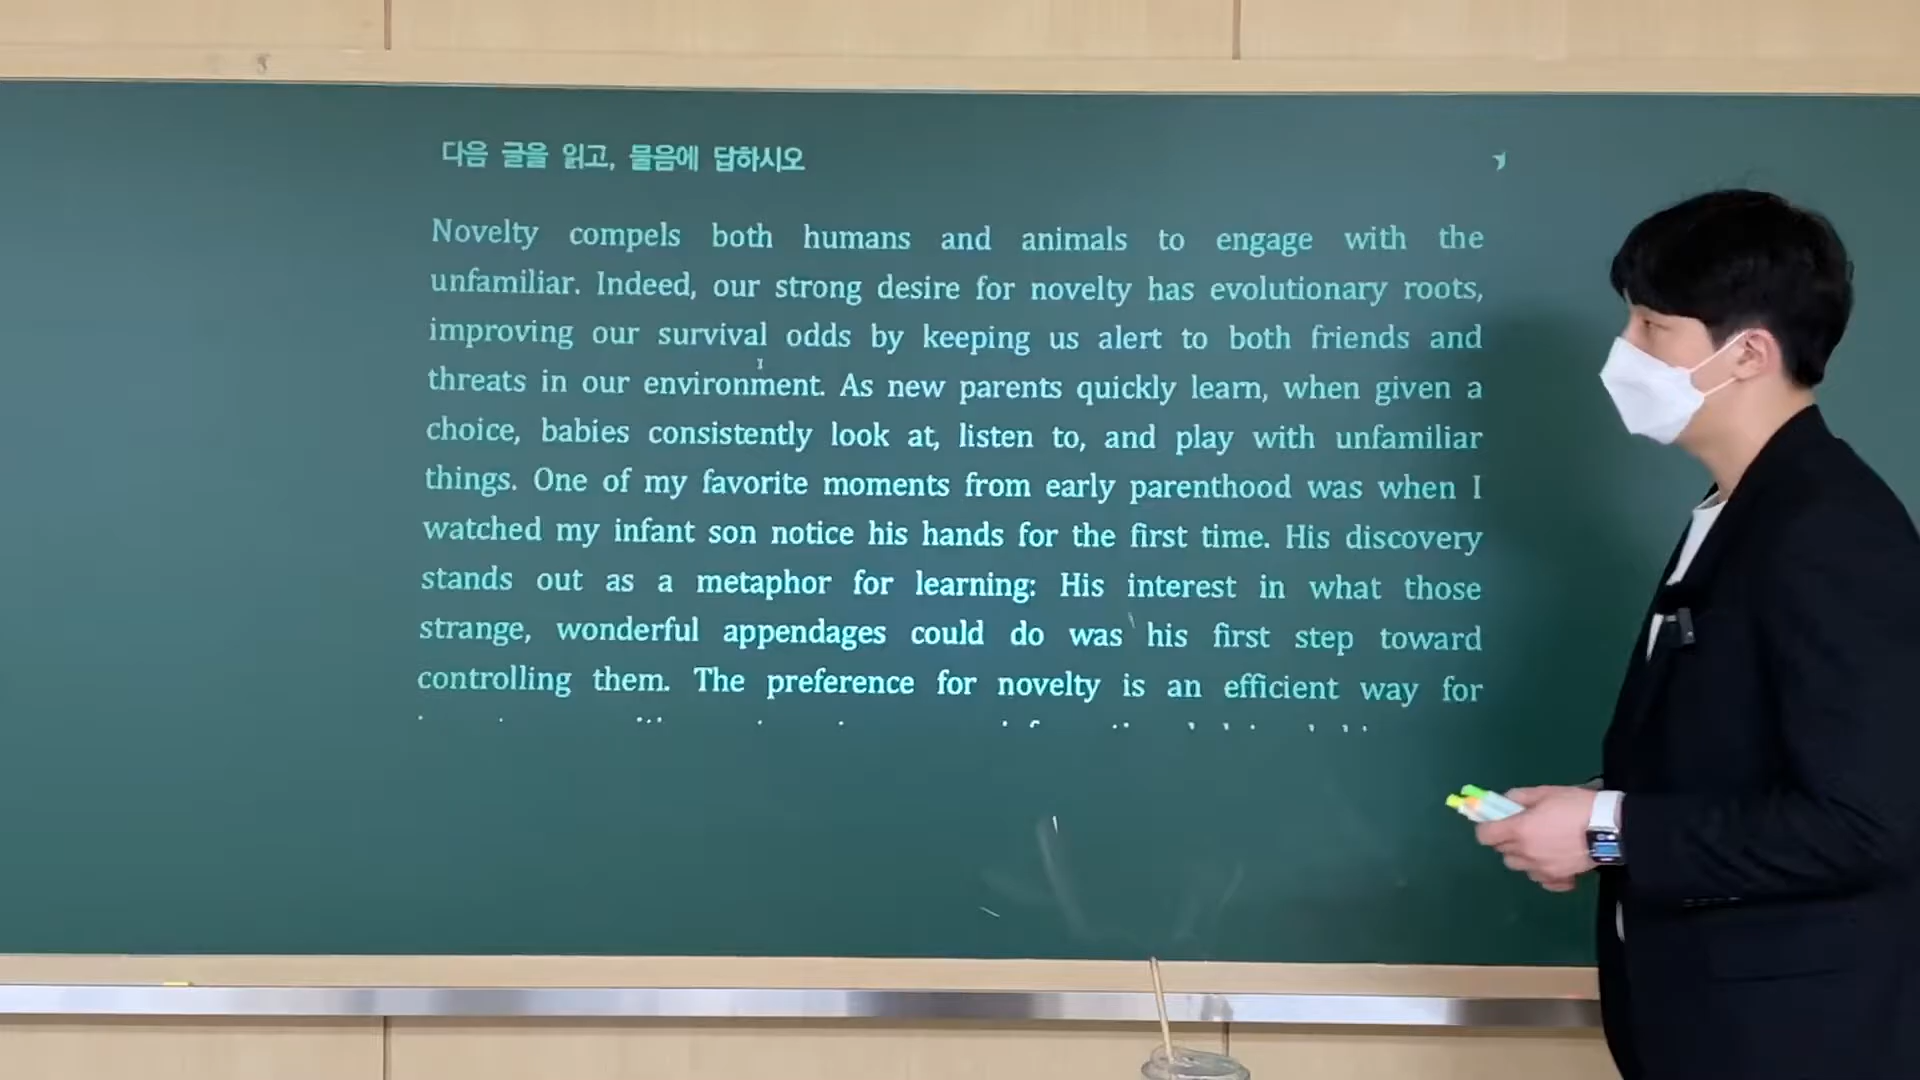 다음 글을 읽고, 물음에 답하시오
Novelty compels both humans and animals to engage with the
unfamiliar. Indeed, our strong desire for novelty has evolutionary roots,
improving our survival odds by keeping us alert to both friends and
threats in our environment. As new parents quickly learn, when given a
choice, babies consistently look at, listen to, and play with unfamiliar
things. One of my favorite moments from early parenthood was when I
watched my infant son notice his hands for the first time. His discovery
stands out as a metaphor for learning: His interest in what those
strange, wonderful appendages could do was his first step toward
controlling them. The preference for novelty is an efficient way for